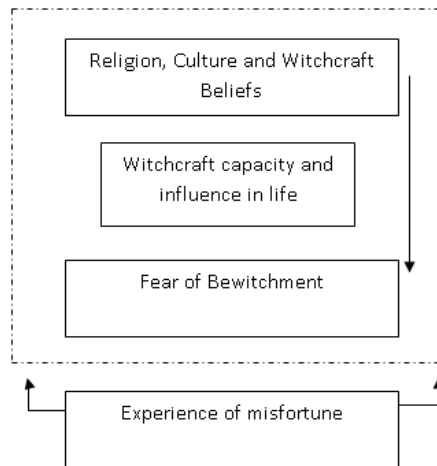 Religion, Culture and Witchcraft
Beliefs
Witchcraft capacity and
influence in life
Fear of Bewitchment
Experience of misfortune